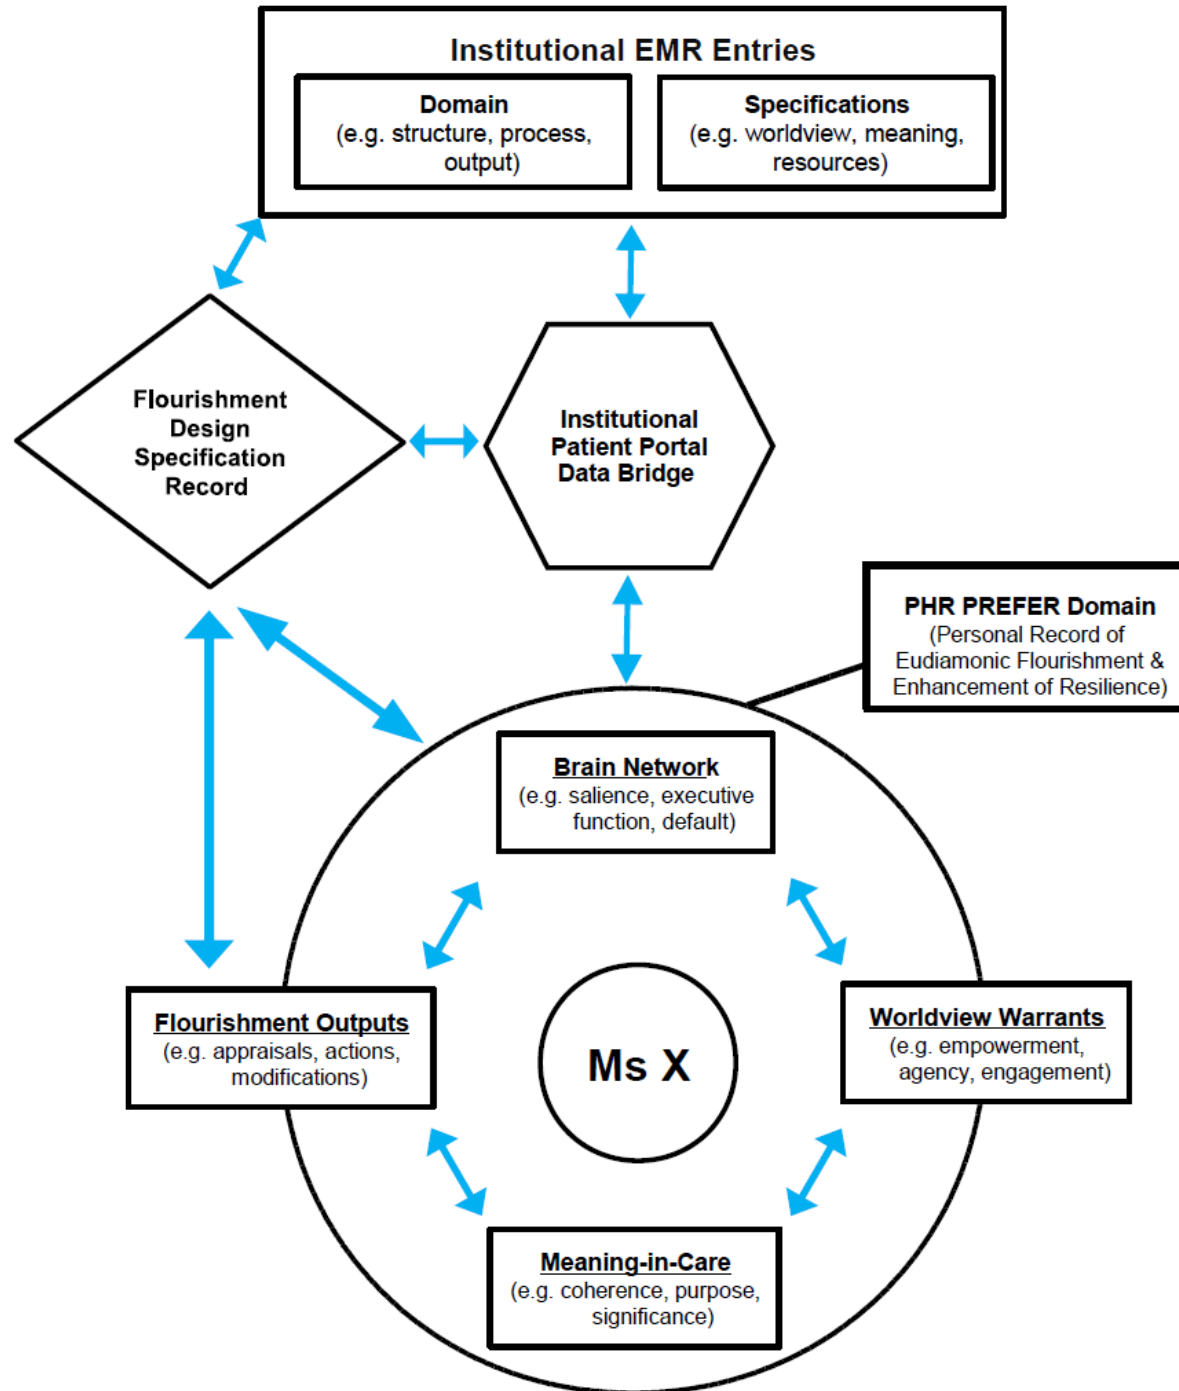 Institutional EMR Entries
Domain
(e.g. structure, process,
output)
Specifications
(e.g. worldview, meaning,
resources)
Flourishment
Design
Specification
Record
Institutional
Patient Portal
Data Bridge
PHR PREFER Domain
(Personal Record of
Eudiamonic Flourishment &
Enhancement of Resilience)
Brain Network
(e.g. salience, executive
function, default)
Flourishment Outputs
(e.g. appraisals, actions,
modifications)
Ms X
Worldview Warrants
(e.g. empowerment,
agency, engagement)
Meaning-in-Care
(e.g. coherence, purpose,
significance)